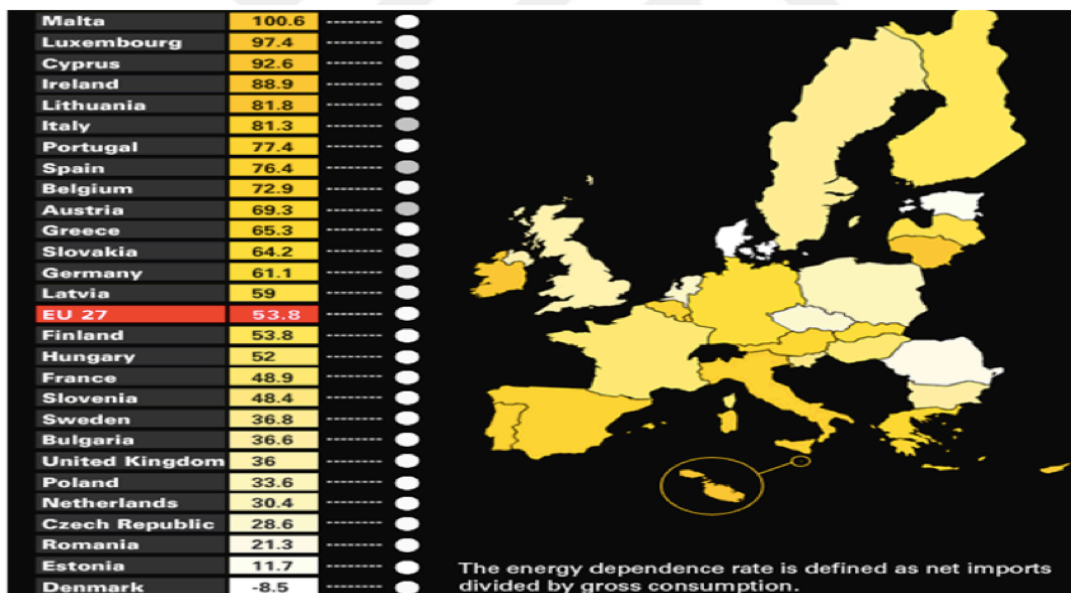 Malta 100.6
Luxembourg 97.4
Cyprus 92.6
Ireland 88.9
Lithuania 81.8
Italy 81.3
Portugal 77.4
Spain 76.4
Belgium 72.9
Austria 69.3
Greece 65.3
Slovakia 64.2
Germany 61.1
Latvia 59
EU 27 53.8
Finland 53.8
Hungary 52
France 48.9
Slovenia 48.4
Sweden 36.8
Bulgaria 36.6
United Kingdom 36
Poland 33.6
Netherlands 30.4
Czech Republic 28.6
Romania 21.3
Estonia 11.7
Denmark -8.5
The energy dependence rate is defined as net imports
divided by gross consumption.